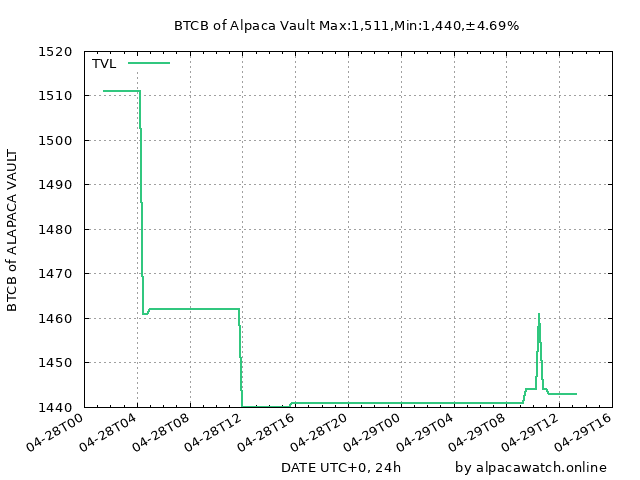 BTCB of Alpaca Vault Max:1,511,Min:1,440,±4.69%
TVL
1520
1510
1500
1490
1480
1470
1460
1450
1440
BTCB of ALAPACA VAULT
04-28T00
04-28T04
04-28T08
04-28T12
04-28T16
04-28T20
04-29T00
04-29T04
04-29T08
04-29T12
04-29T16
DATE UTC+0, 24h
by alpacawatch.online